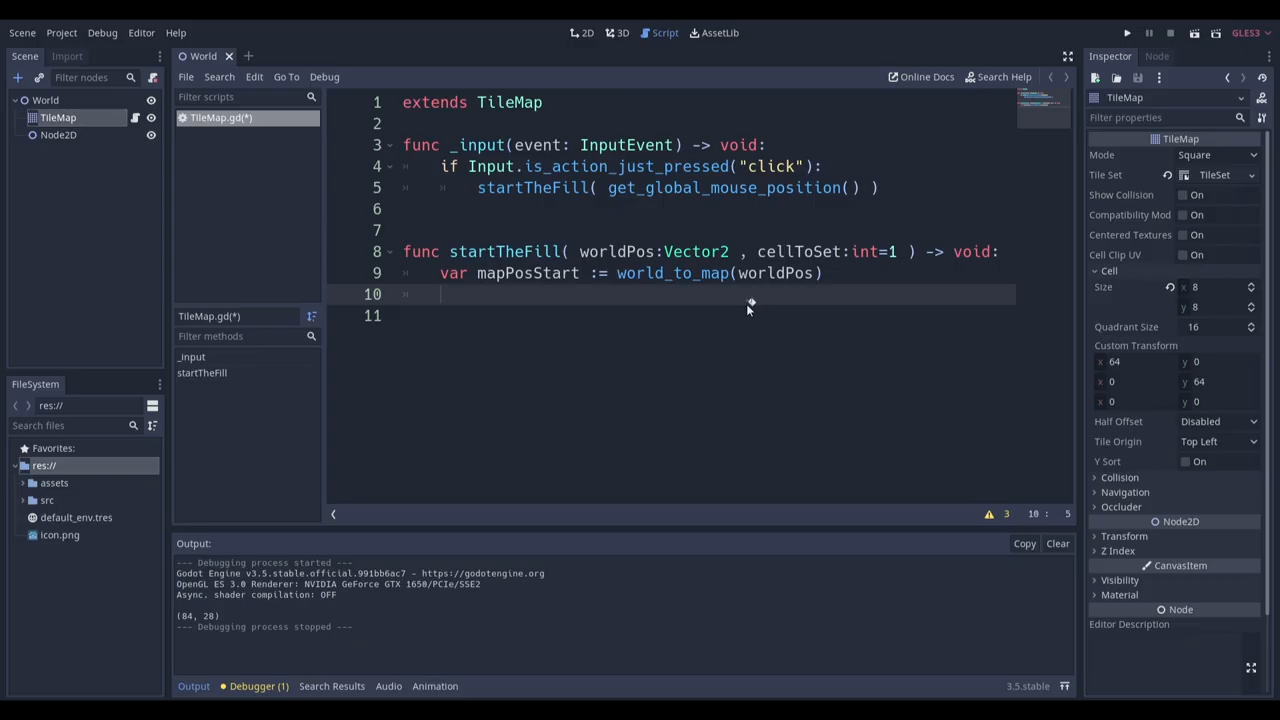 Scene Project Debug Editor Help
2D 3D Script AssetLib
GLES3
Scene Import
Filter nodes
World
TileMap
Node2D
FileSystem
res://
Search files
Favorites:
res://
assets
src
default_env.tres
icon.png
World
File Search Edit Go To Debug
Online Docs Search Help
Filter scripts
TileMap.gd(*)
TileMap.gd(*)
Filter methods
_input
startTheFill
1 extends TileMap
2
3 func _input(event: InputEvent) -> void:
4 if Input.is_action_just_pressed("click"):
5 startTheFill( get_global_mouse_position() )
6
7
8 func startTheFill( worldPos:Vector2 , cellToSet:int=1 ) -> void:
9 var mapPosStart := world_to_map(worldPos)
10
11
3 10 : 5
Output: Copy Clear
--- Debugging process started ---
Godot Engine v3.5.stable.official.991bb6ac7 - https://godotengine.org
OpenGL ES 3.0 Renderer: NVIDIA GeForce GTX 1650/PCIe/SSE2
Async. shader compilation: OFF
(84, 28)
--- Debugging process stopped ---
Output Debugger (1) Search Results Audio Animation
3.5.stable
Inspector Node
TileMap
Filter properties
TileMap
Mode Square
Tile Set TileSet
Show Collision On
Compatibility Mod On
Centered Textures On
Cell Clip UV On
Cell
Size x 8
y 8
Quadrant Size 16
Custom Transform
x 64 y 0
x 0 y 64
x 0 y 0
Half Offset Disabled
Tile Origin Top Left
Y Sort On
Collision
Navigation
Occluder
Node2D
Transform
Z Index
CanvasItem
Visibility
Material
Node
Editor Description